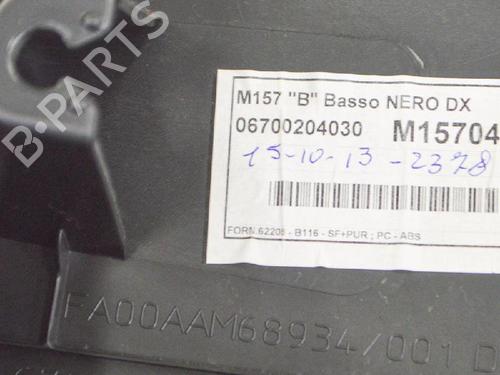 M157 "B" Basso NERO DX
06700204030 M15704
15-10-13-2378
FORN.62208 - B116 - SF+PUR ; PC - ABS
FA00AAM68934/001 D
B-PARTS